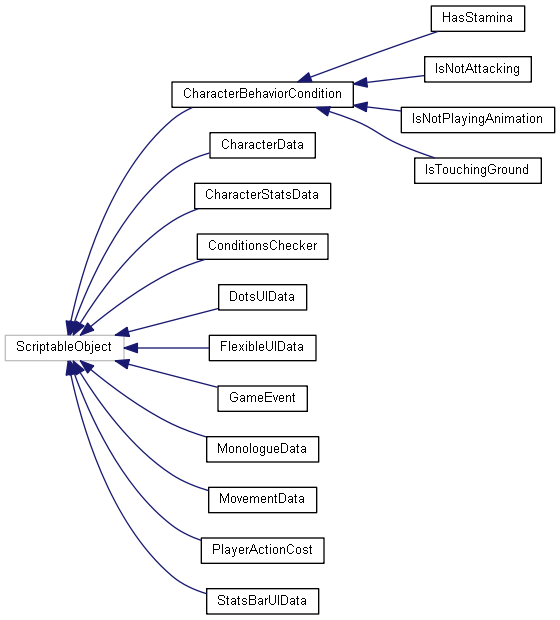 HasStamina
IsNotAttacking
CharacterBehaviorCondition
IsNotPlayingAnimation
CharacterData
IsTouchingGround
CharacterStatsData
ConditionsChecker
DotsUIData
ScriptableObject
FlexibleUIData
GameEvent
MonologueData
MovementData
PlayerActionCost
StatsBarUIData